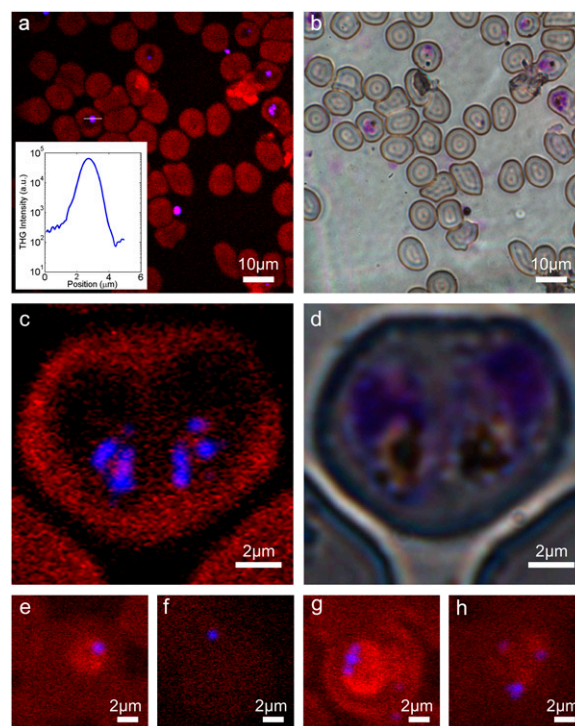 a
b
10⁵
10⁴
10³
10²
10¹
THG Intensity (a.u.)
0
2
4
6
Position (μm)
10μm
10μm
c
d
2μm
2μm
e
f
g
h
2μm
2μm
2μm
2μm